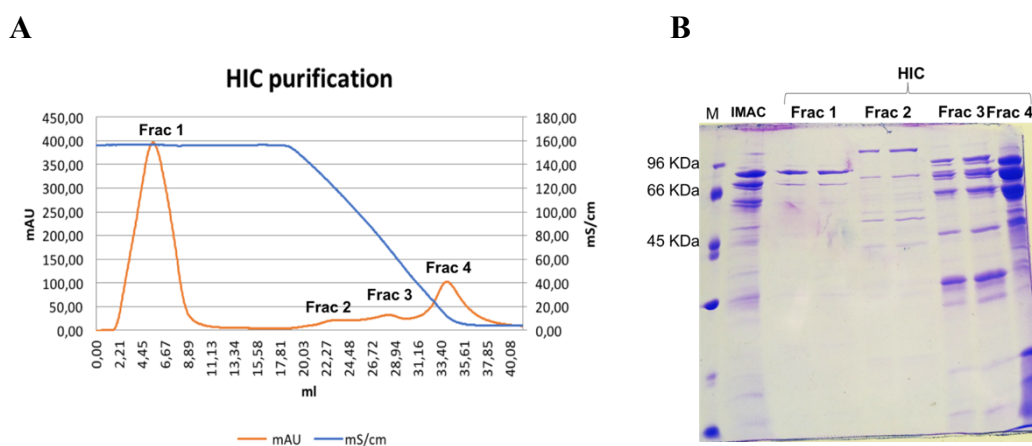 A
HIC purification
450,00
400,00
350,00
300,00
250,00
200,00
150,00
100,00
50,00
0,00
mAU
Frac 1
Frac 2
Frac 3
Frac 4
180,00
160,00
140,00
120,00
100,00
80,00
60,00
40,00
20,00
0,00
mS/cm
0,00 2,21 4,45 6,67 8,89 11,13 13,34 15,58 17,81 20,03 22,27 24,49 26,72 28,94 31,16 33,40 35,61 37,85 40,08
ml
mAU mS/cm
B
HIC
M IMAC Frac 1 Frac 2 Frac 3 Frac 4
96 KDa
66 KDa
45 KDa